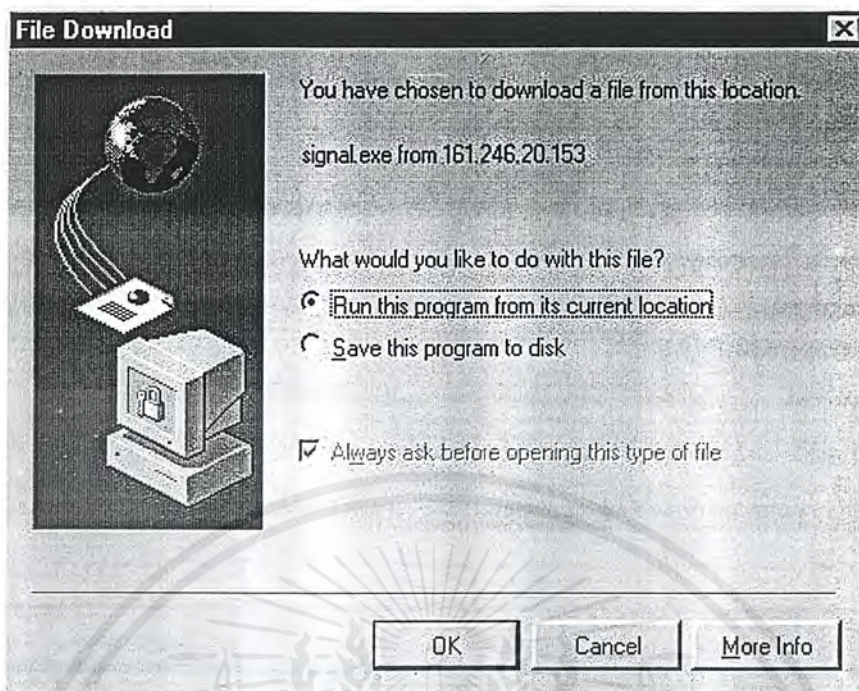 File Download
You have chosen to download a file from this location.
signal.exe from 161.246.20.153
What would you like to do with this file?
Run this program from its current location
Save this program to disk
Always ask before opening this type of file
OK
Cancel
More Info